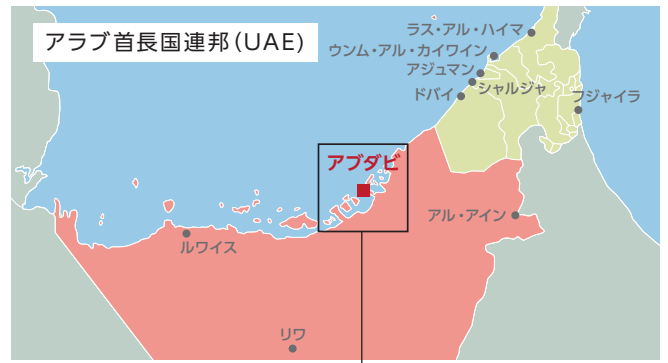 アラブ首長国連邦(UAE)
ラス・アル・ハイマ
ウンム・アル・カイワイン
アジュマン
シャルジャ
ドバイ
フジャイラ
アブダビ
アル・アイン
ルワイス
リワ